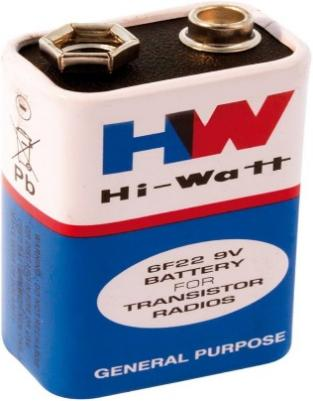 HW
Hi-Watt
6F22 9V
BATTERY
FOR
TRANSISTOR
RADIOS
GENERAL PURPOSE
Pb